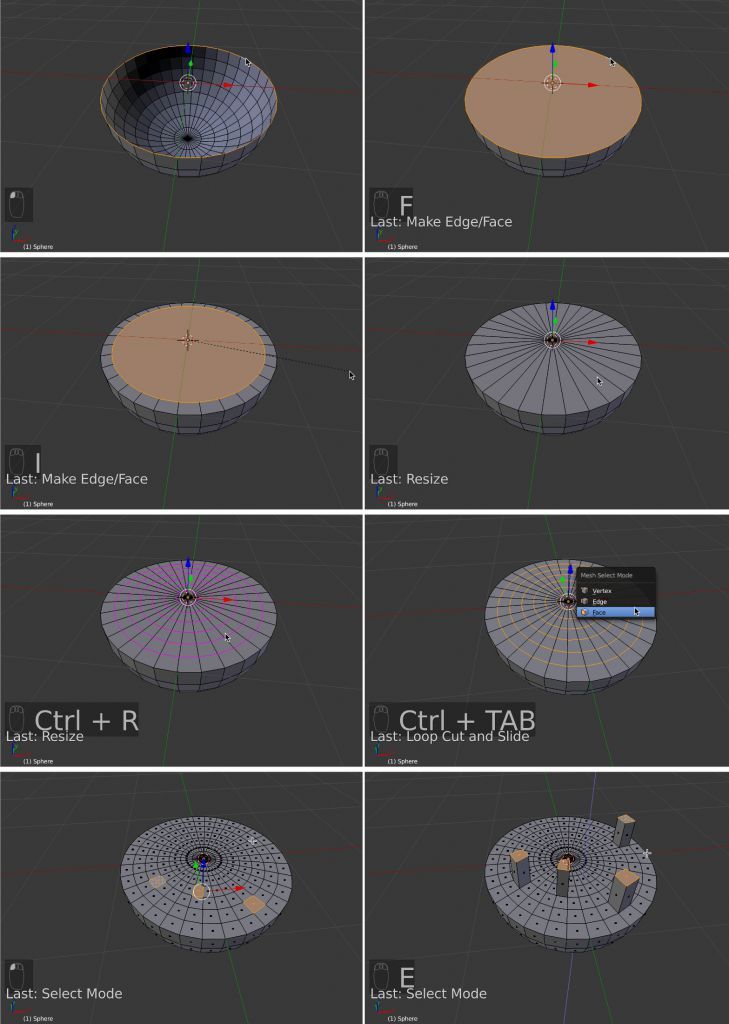 (1) Sphere
F
Last: Make Edge/Face
(1) Sphere
I
Last: Make Edge/Face
(1) Sphere
Last: Resize
(1) Sphere
Ctrl + R
Last: Resize
(1) Sphere
Mesh Select Mode
Vertex
Edge
Face
Ctrl + TAB
Last: Loop Cut and Slide
(1) Sphere
Last: Select Mode
(1) Sphere
E
Last: Select Mode
(1) Sphere